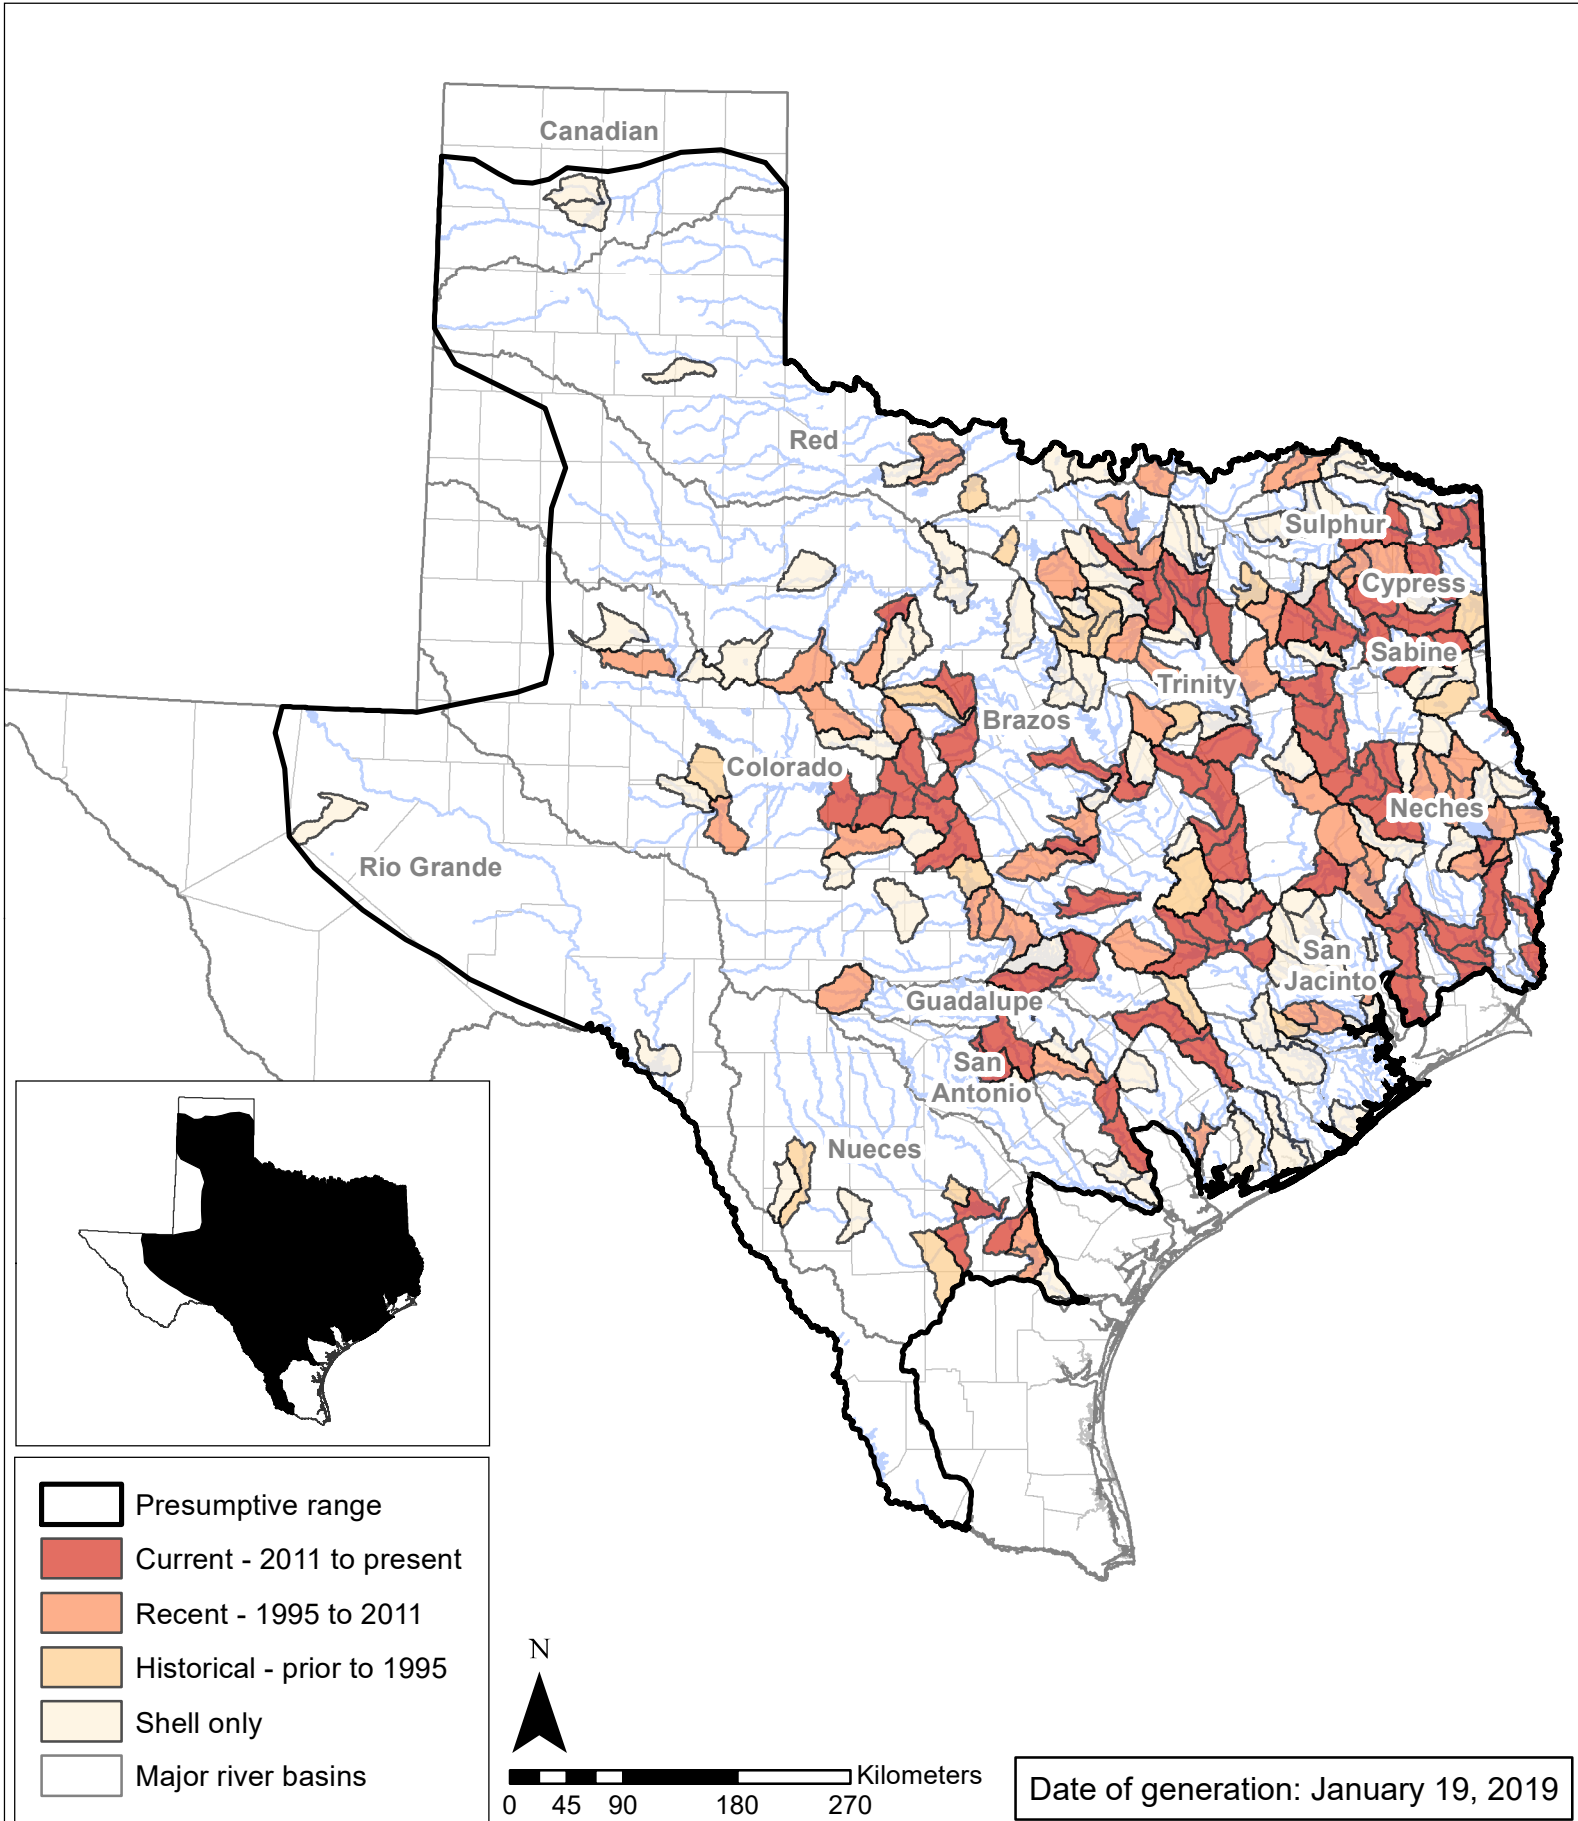 Canadian
Red
Sulphur
Cypress
Sabine
Trinity
Brazos
Colorado
Neches
Rio Grande
San
Jacinto
Guadalupe
San
Antonio
Nueces
Presumptive range
Current - 2011 to present
Recent - 1995 to 2011
Historical - prior to 1995
Shell only
Major river basins
N
Kilometers
0 45 90 180 270
Date of generation: January 19, 2019